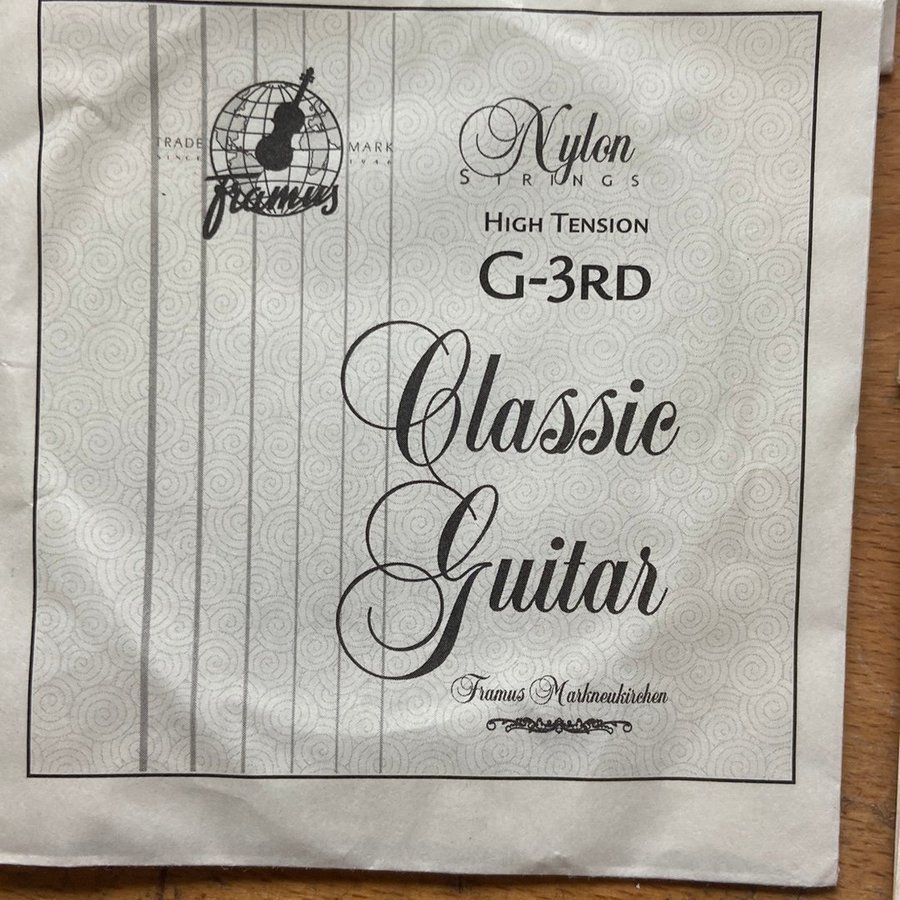 TRADE MARK
SINCE 1946
Framus
Nylon
STRINGS
HIGH TENSION
G-3RD
Classic
Guitar
Framus Markneukirchen